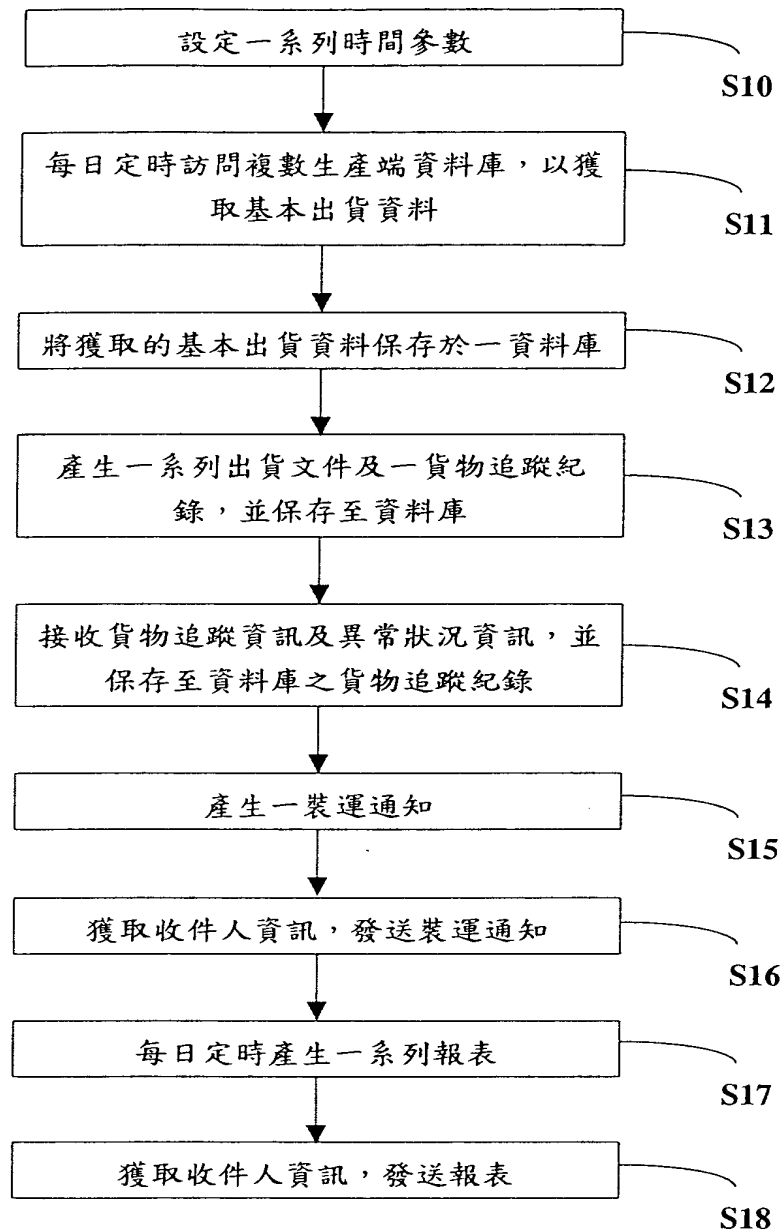 設定一系列時間參數
S10
每日定時訪問複數生產端資料庫，以獲
取基本出貨資料
S11
將獲取的基本出貨資料保存於一資料庫
S12
產生一系列出貨文件及一貨物追蹤紀
錄，並保存至資料庫
S13
接收貨物追蹤資訊及異常狀況資訊，並
保存至資料庫之貨物追蹤紀錄
S14
產生一裝運通知
S15
獲取收件人資訊，發送裝運通知
S16
每日定時產生一系列報表
S17
獲取收件人資訊，發送報表
S18